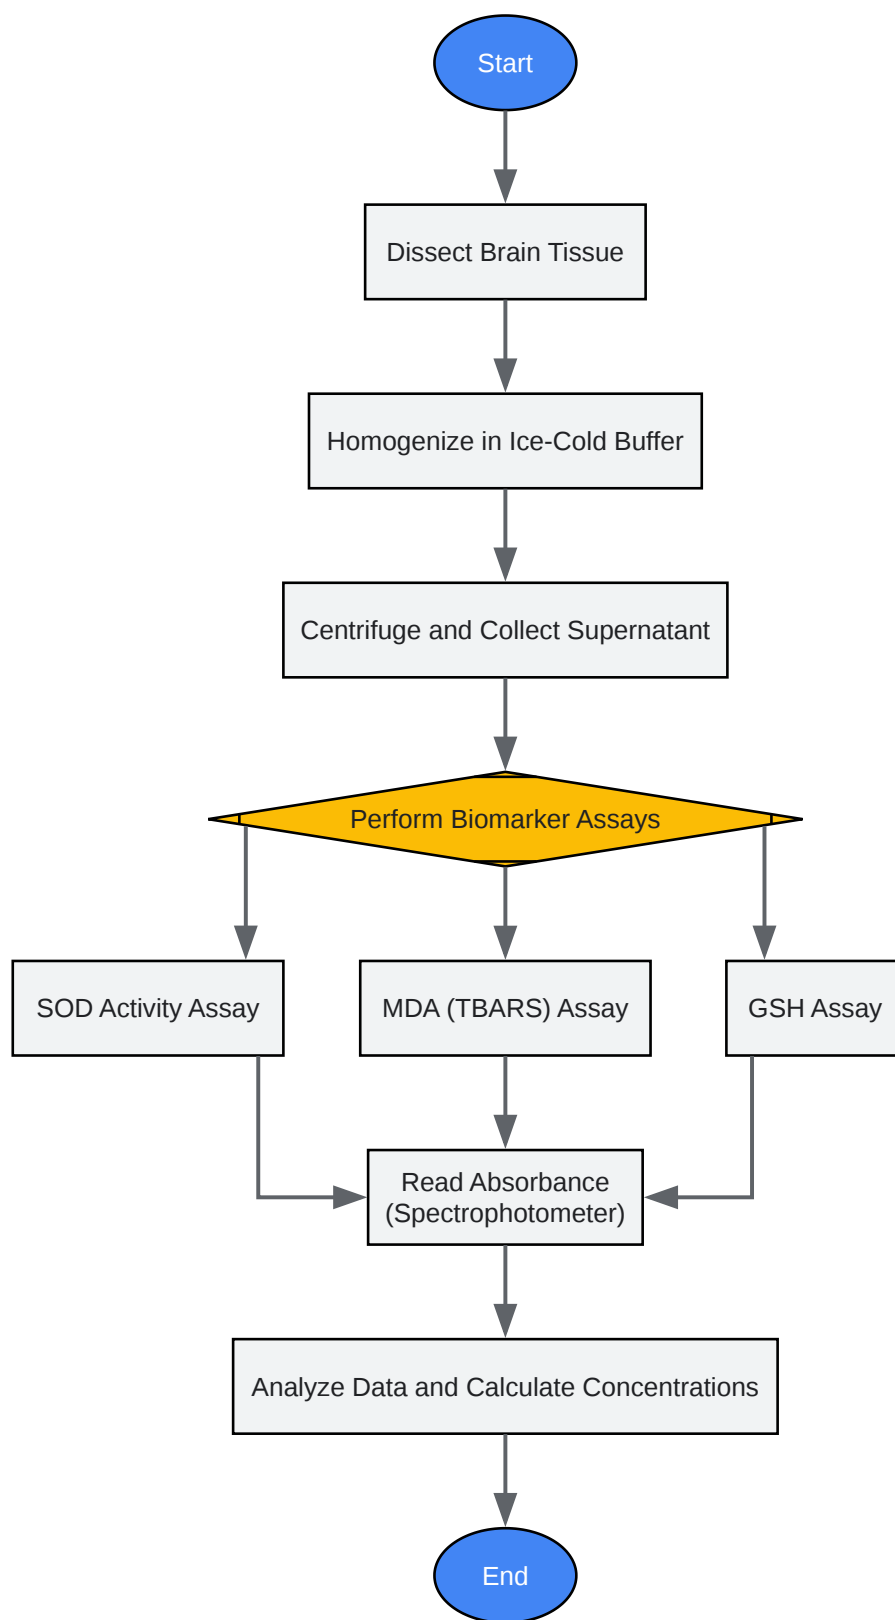 Start
Dissect Brain Tissue
Homogenize in Ice-Cold Buffer
Centrifuge and Collect Supernatant
Perform Biomarker Assays
SOD Activity Assay
MDA (TBARS) Assay
GSH Assay
Read Absorbance
(Spectrophotometer)
Analyze Data and Calculate Concentrations
End